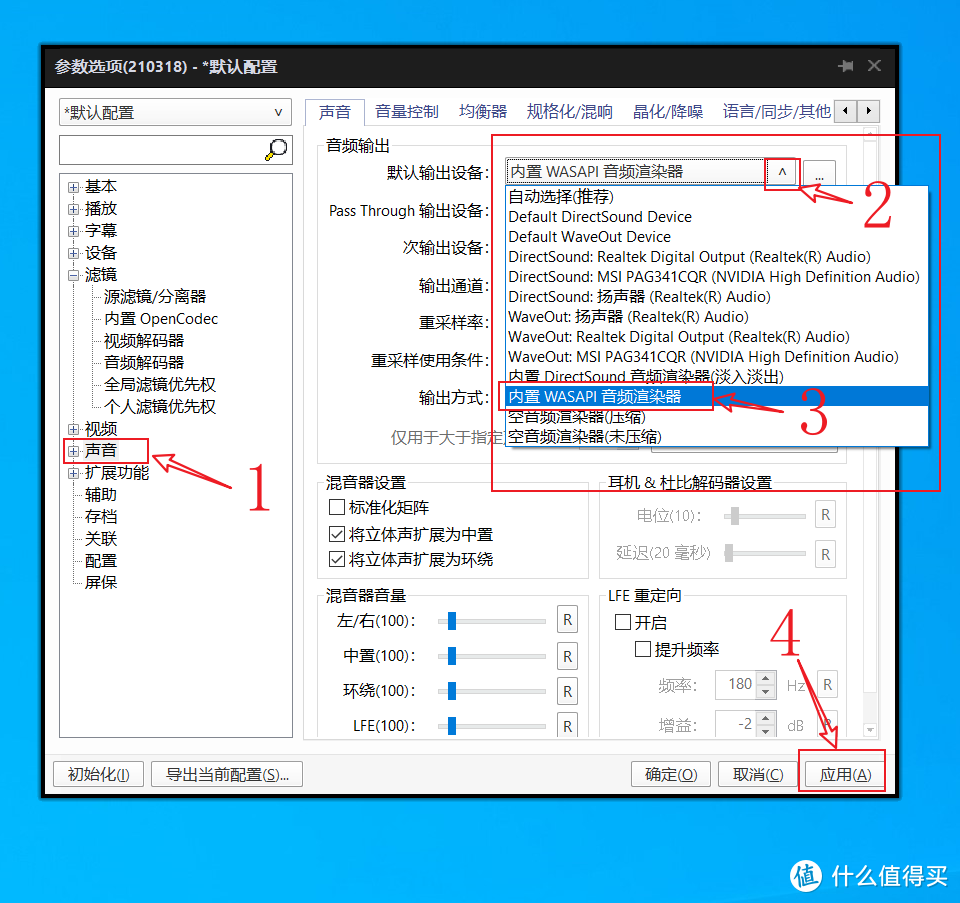 参数选项(210318) - *默认配置
*默认配置
声音 音量控制 均衡器 规格化/混响 晶化/降噪 语言/同步/其他
基本
播放
字幕
设备
滤镜
源滤镜/分离器
内置 OpenCodec
视频解码器
音频解码器
全局滤镜优先权
个人滤镜优先权
视频
声音
扩展功能
辅助
存档
关联
配置
屏保
1
音频输出
默认输出设备: 内置 WASAPI 音频渲染器 ...
2
Pass Through 输出设备:
次输出设备:
输出通道:
重采样率:
重采样使用条件:
输出方式:
仅用于大于指定
自动选择(推荐)
Default DirectSound Device
Default WaveOut Device
DirectSound: Realtek Digital Output (Realtek(R) Audio)
DirectSound: MSI PAG341CQR (NVIDIA High Definition Audio)
DirectSound: 扬声器 (Realtek(R) Audio)
WaveOut: 扬声器 (Realtek(R) Audio)
WaveOut: Realtek Digital Output (Realtek(R) Audio)
WaveOut: MSI PAG341CQR (NVIDIA High Definition Audio)
内置 DirectSound 音频渲染器(淡入淡出)
内置 WASAPI 音频渲染器
空音频渲染器(压缩)
空音频渲染器(未压缩)
3
混音器设置
标准化矩阵
将立体声扩展为中置
将立体声扩展为环绕
耳机 & 杜比解码器设置
电位(10): R
延迟(20 毫秒) R
混音器音量
左/右(100): R
中置(100): R
环绕(100): R
LFE(100): R
LFE 重定向
开启
提升频率
频率: 180 Hz R
增益: -2 dB R
4
初始化(I) 导出当前配置(S)... 确定(O) 取消(C) 应用(A)
值 什么值得买